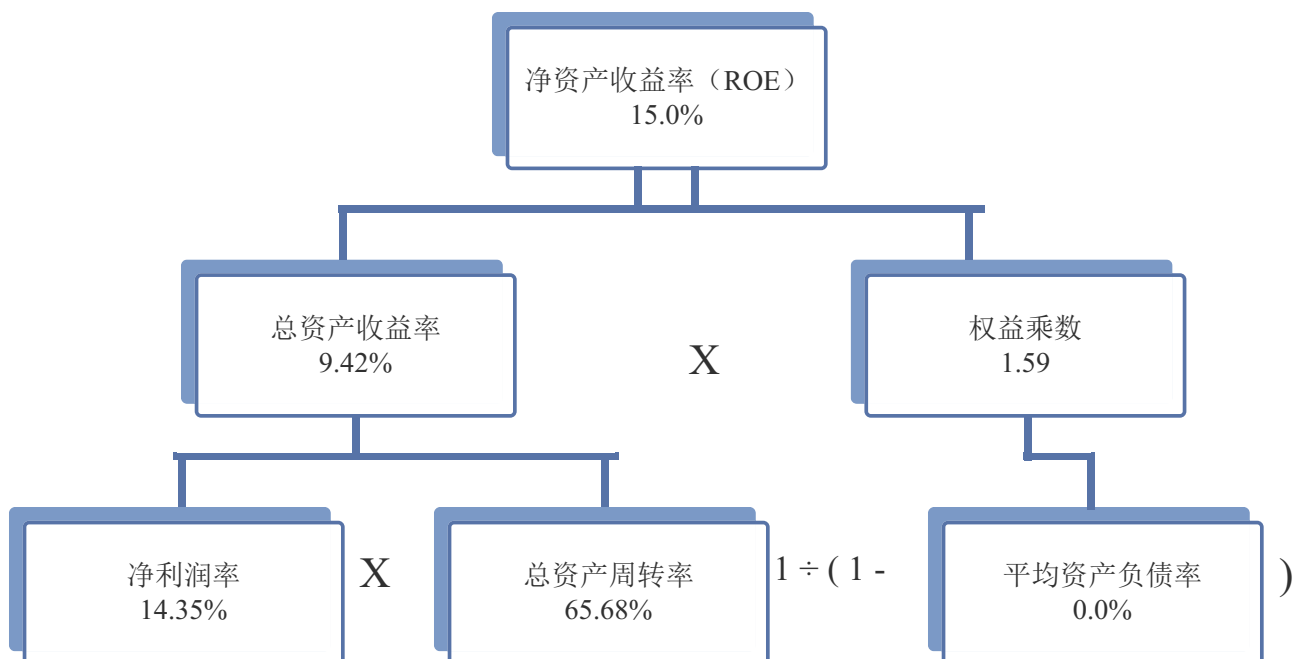 净资产收益率（ROE）
15.0%
总资产收益率
9.42%
X
权益乘数
1.59
净利润率
14.35%
X
总资产周转率
65.68%
1 ÷ ( 1 -
平均资产负债率
0.0%
)